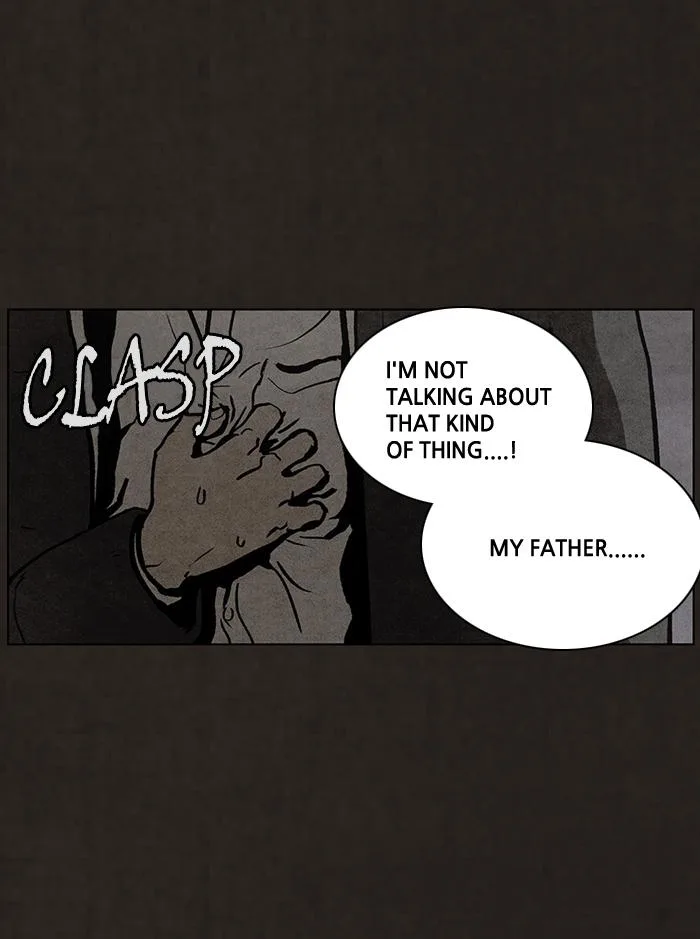 CLASP
I'M NOT
TALKING ABOUT
THAT KIND
OF THING....!
MY FATHER......